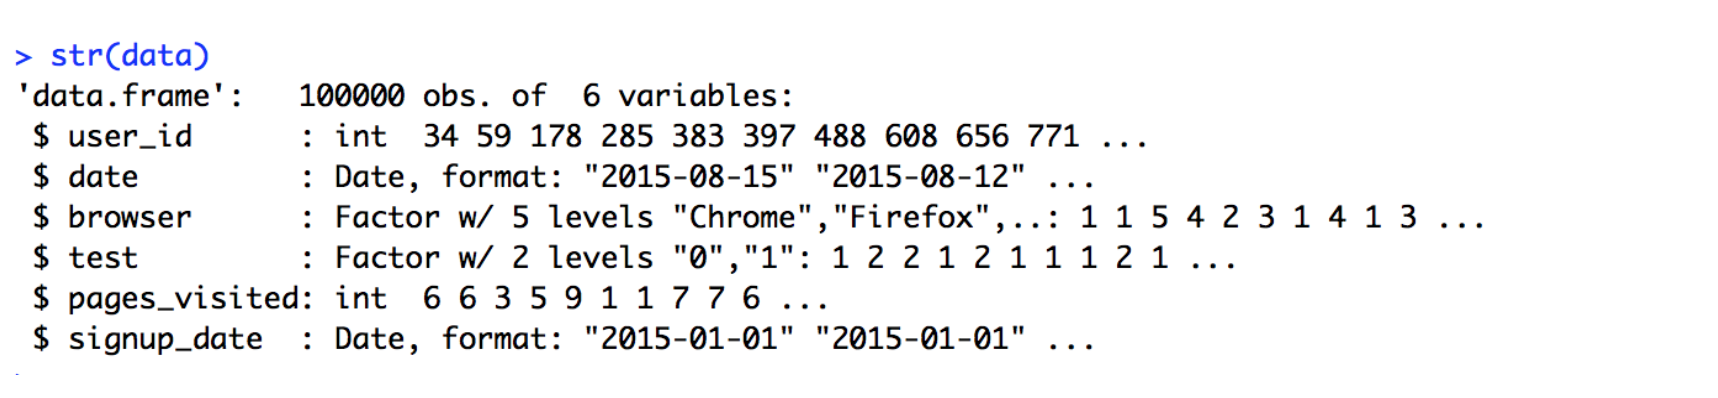 > str(data)
'data.frame':   100000 obs. of  6 variables:
 $ user_id      : int  34 59 178 285 383 397 488 608 656 771 ...
 $ date         : Date, format: "2015-08-15" "2015-08-12" ...
 $ browser      : Factor w/ 5 levels "Chrome","Firefox",..: 1 1 5 4 2 3 1 4 1 3 ...
 $ test         : Factor w/ 2 levels "0","1": 1 2 2 1 2 1 1 1 2 1 ...
 $ pages_visited: int  6 6 3 5 9 1 1 7 7 6 ...
 $ signup_date  : Date, format: "2015-01-01" "2015-01-01" ...